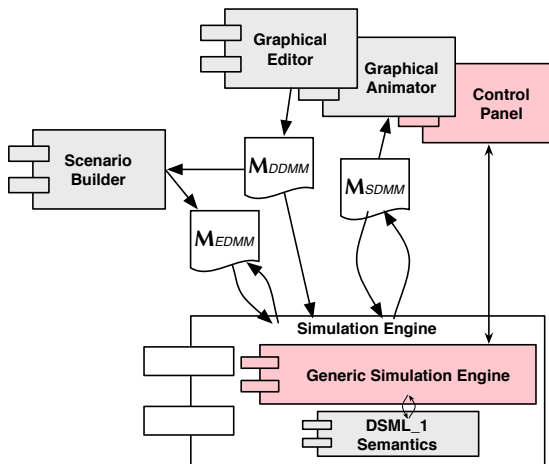 Graphical
Editor
Graphical
Animator
Control
Panel
Scenario
Builder
MDDMM
MSDMM
MEDMM
Simulation Engine
Generic Simulation Engine
DSML_1
Semantics